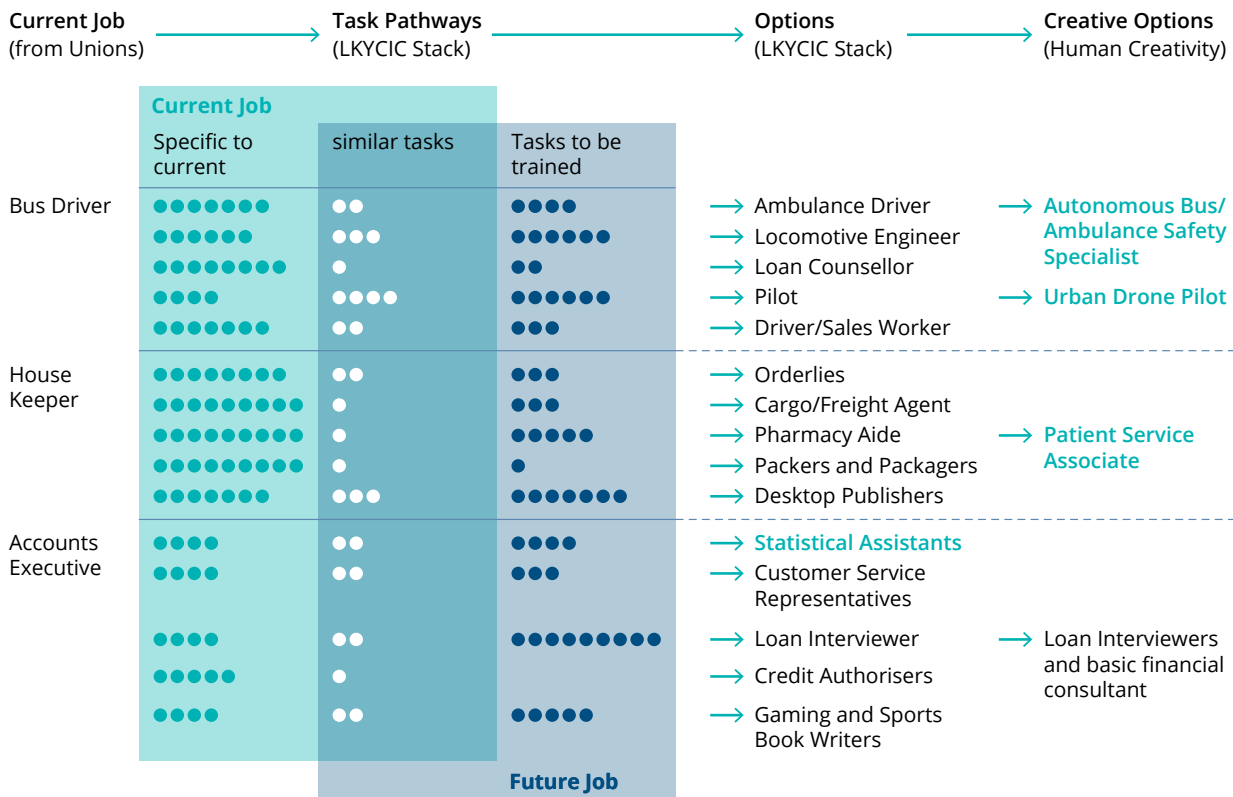 Current Job
(from Unions)
Task Pathways
(LKYCIC Stack)
Options
(LKYCIC Stack)
Creative Options
(Human Creativity)
Current Job
Specific to
current
similar tasks
Tasks to be
trained
Bus Driver
Ambulance Driver
Locomotive Engineer
Loan Counsellor
Pilot
Driver/Sales Worker
Autonomous Bus/
Ambulance Safety
Specialist
Urban Drone Pilot
House
Keeper
Orderlies
Cargo/Freight Agent
Pharmacy Aide
Packers and Packagers
Desktop Publishers
Patient Service
Associate
Accounts
Executive
Statistical Assistants
Customer Service
Representatives
Loan Interviewer
Credit Authorisers
Gaming and Sports
Book Writers
Loan Interviewers
and basic financial
consultant
Future Job